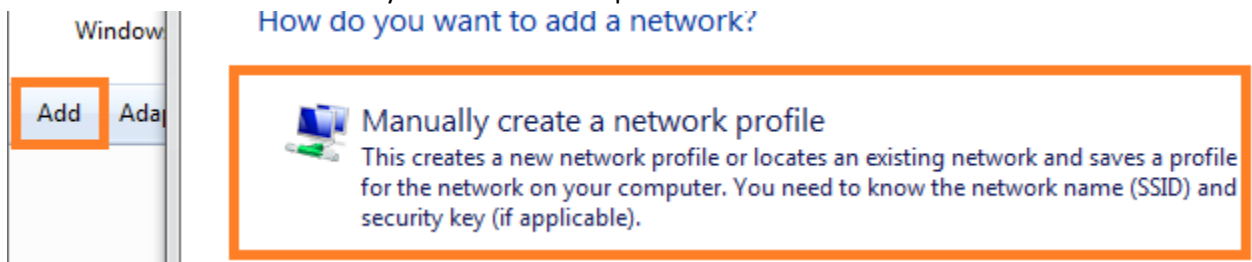 Window
How do you want to add a network?
Add
Manually create a network profile
This creates a new network profile or locates an existing network and saves a profile
for the network on your computer. You need to know the network name (SSID) and
security key (if applicable).